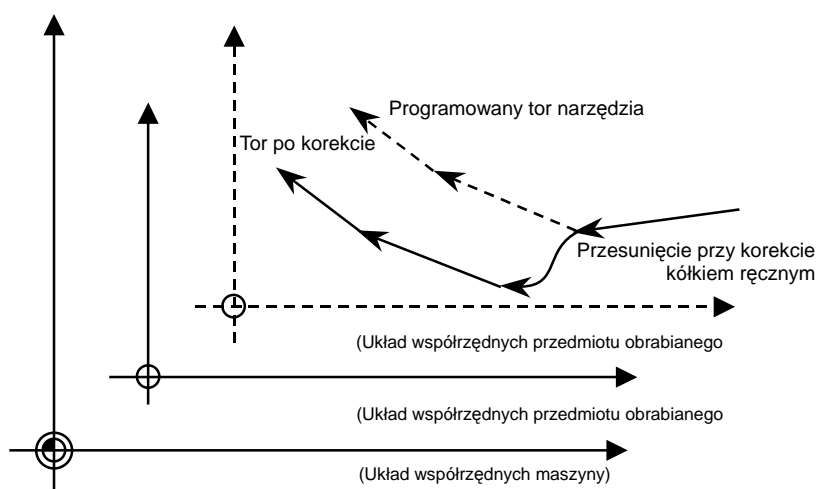 Programowany tor narzędzia
Tor po korekcie
Przesunięcie przy korekcie
kółkiem ręcznym
(Układ współrzędnych przedmiotu obrabianego
(Układ współrzędnych przedmiotu obrabianego
(Układ współrzędnych maszyny)